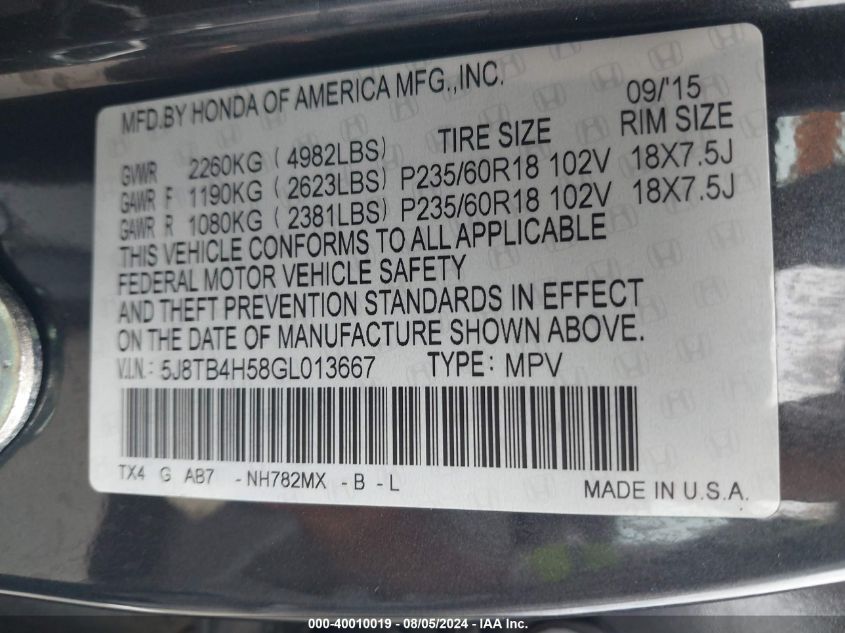 MFD.BY HONDA OF AMERICA MFG.,INC. 09/'15
TIRE SIZE RIM SIZE
GVWR 2260KG (4982LBS)
GAWR F 1190KG (2623LBS) P235/60R18 102V 18X7.5J
GAWR R 1080KG (2381LBS) P235/60R18 102V 18X7.5J
THIS VEHICLE CONFORMS TO ALL APPLICABLE
FEDERAL MOTOR VEHICLE SAFETY
AND THEFT PREVENTION STANDARDS IN EFFECT
ON THE DATE OF MANUFACTURE SHOWN ABOVE.
V.I.N.: 5J8TB4H58GL013667 TYPE: MPV
TX4 G AB7 -NH782MX -B -L
MADE IN U.S.A.
000-40010019 - 08/05/2024 - IAA Inc.